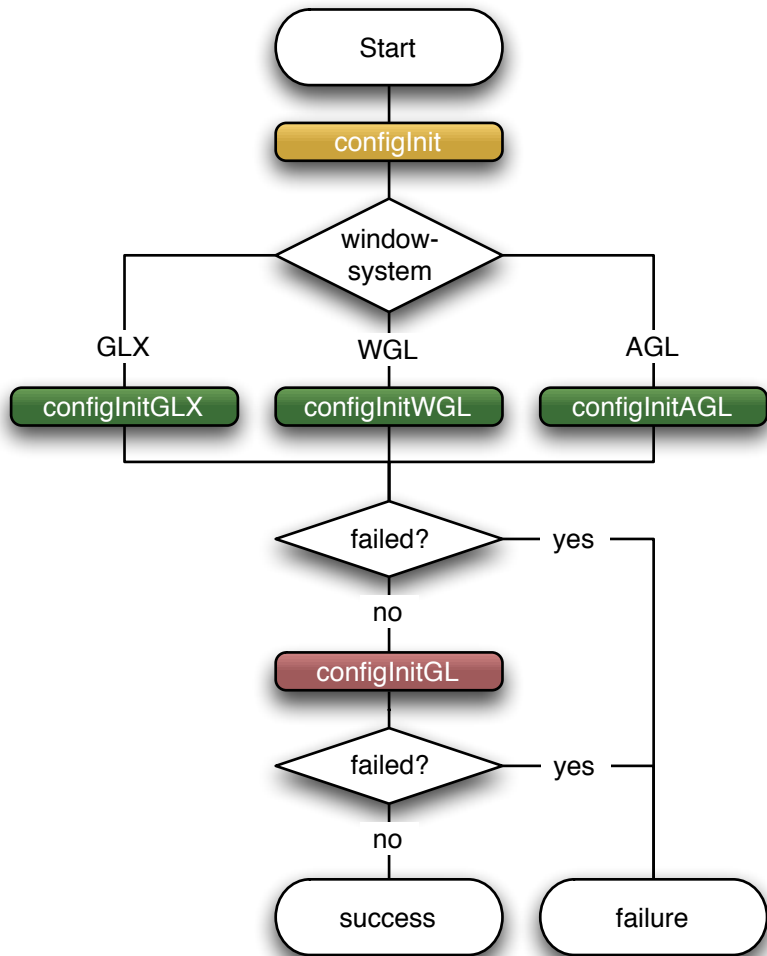 Start
configInit
window-
system
GLX
WGL
AGL
configInitGLX
configInitWGL
configInitAGL
failed?
yes
no
configInitGL
failed?
yes
no
success
failure